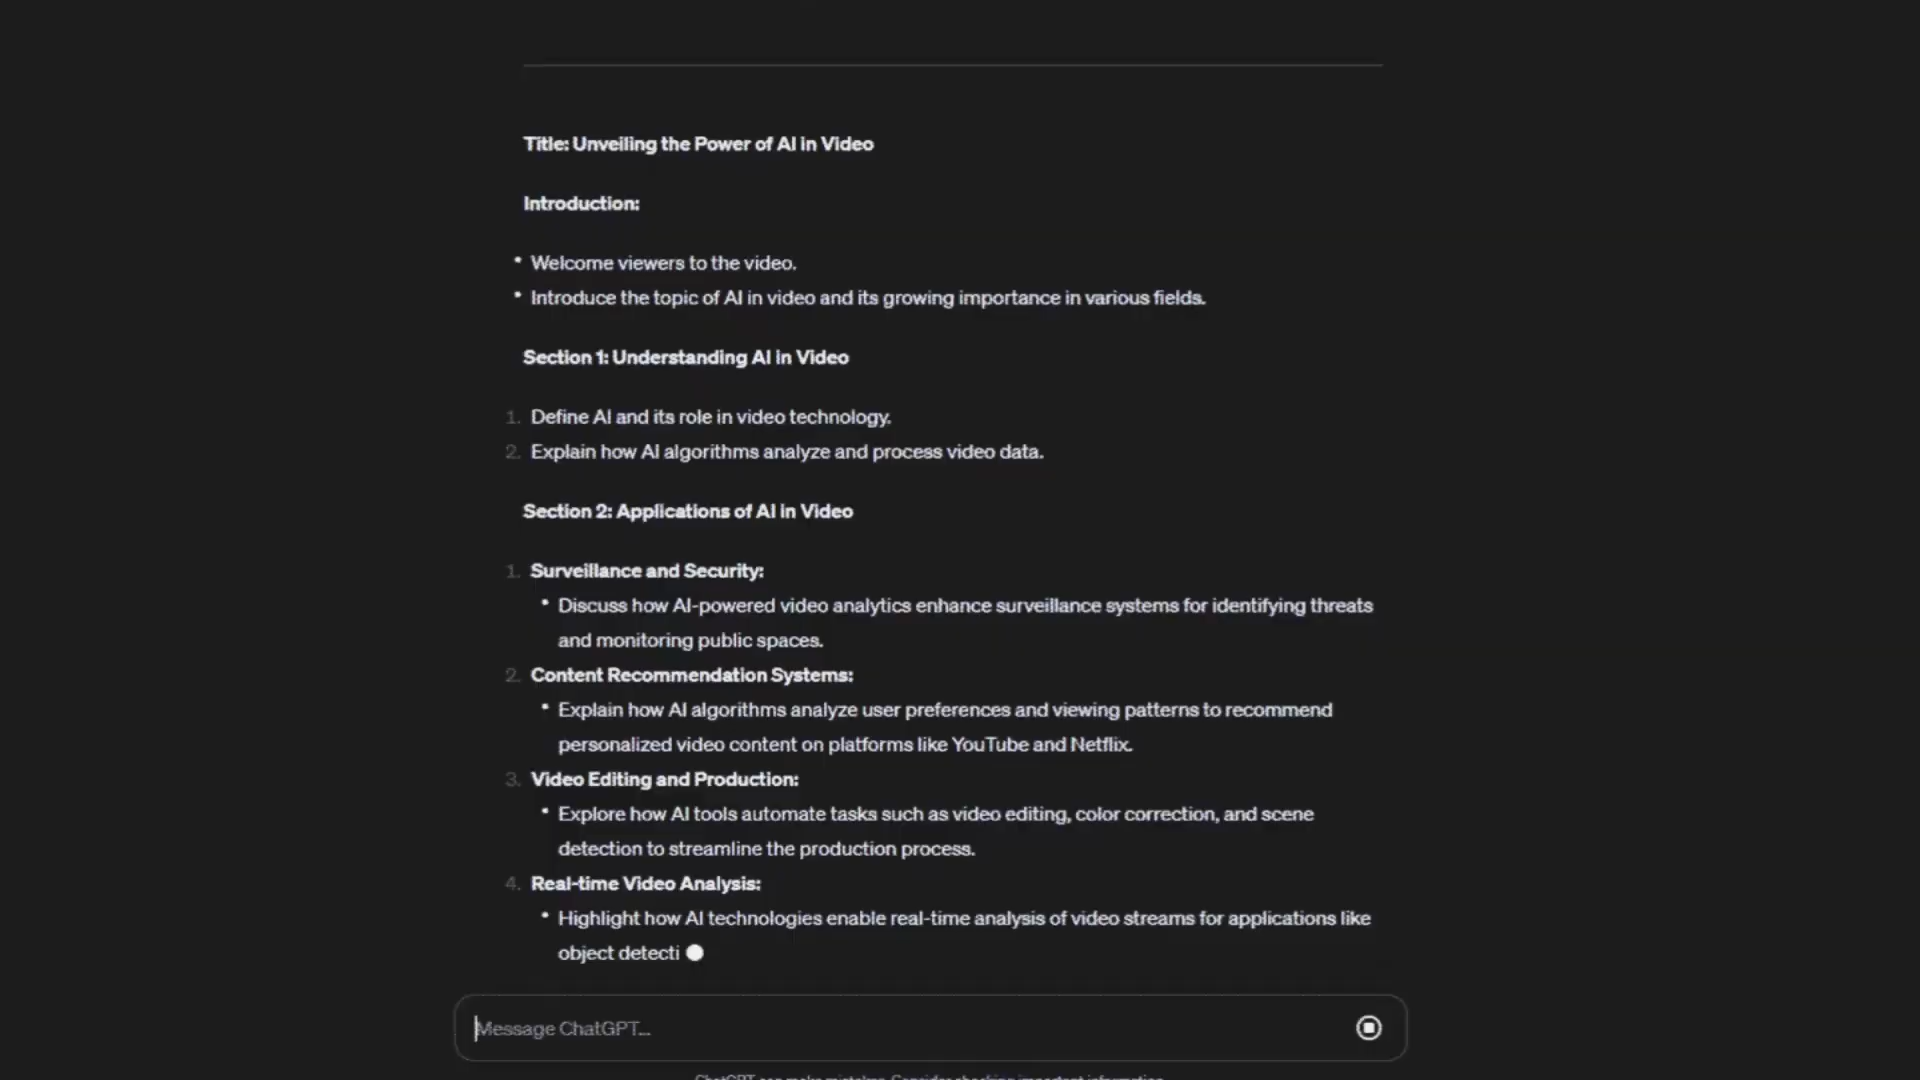 Title: Unveiling the Power of AI in Video
Introduction:
• Welcome viewers to the video.
• Introduce the topic of AI in video and its growing importance in various fields.
Section 1: Understanding AI in Video
1. Define AI and its role in video technology.
2. Explain how AI algorithms analyze and process video data.
Section 2: Applications of AI in Video
1. Surveillance and Security:
• Discuss how AI-powered video analytics enhance surveillance systems for identifying threats
and monitoring public spaces.
2. Content Recommendation Systems:
• Explain how AI algorithms analyze user preferences and viewing patterns to recommend
personalized video content on platforms like YouTube and Netflix.
3. Video Editing and Production:
• Explore how AI tools automate tasks such as video editing, color correction, and scene
detection to streamline the production process.
4. Real-time Video Analysis:
• Highlight how AI technologies enable real-time analysis of video streams for applications like
object detecti
Message ChatGPT...
ChatGPT can make mistakes. Consider checking important information.